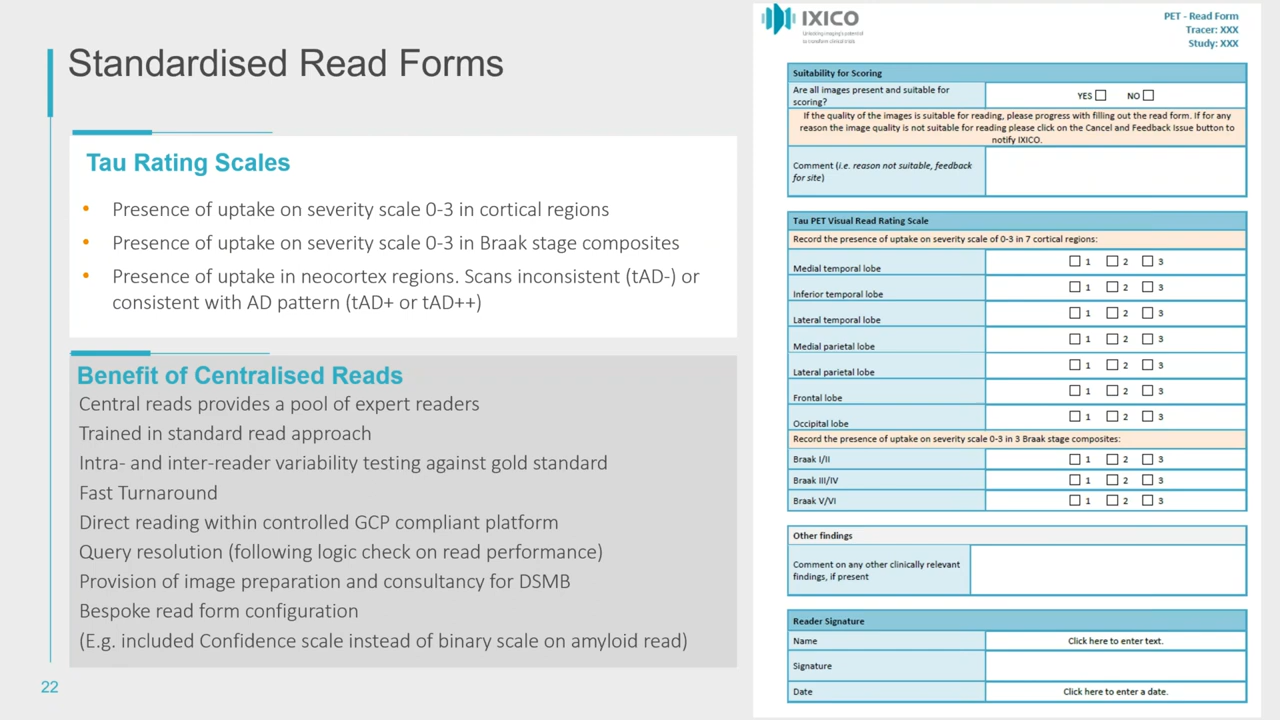 Standardised Read Forms
Tau Rating Scales
• Presence of uptake on severity scale 0-3 in cortical regions
• Presence of uptake on severity scale 0-3 in Braak stage composites
• Presence of uptake in neocortex regions. Scans inconsistent (tAD-) or
consistent with AD pattern (tAD+ or tAD++)
Benefit of Centralised Reads
Central reads provides a pool of expert readers
Trained in standard read approach
Intra- and inter-reader variability testing against gold standard
Fast Turnaround
Direct reading within controlled GCP compliant platform
Query resolution (following logic check on read performance)
Provision of image preparation and consultancy for DSMB
Bespoke read form configuration
(E.g. included Confidence scale instead of binary scale on amyloid read)
22
IXICO
Unlocking imaging's potential
to transform clinical trials
PET - Read Form
Tracer: XXX
Study: XXX
Suitability for Scoring
Are all images present and suitable for
scoring?
YES NO
If the quality of the images is suitable for reading, please progress with filling out the read form. If for any
reason the image quality is not suitable for reading please click on the Cancel and Feedback Issue button to
notify IXICO.
Comment (i.e. reason not suitable, feedback
for site)
Tau PET Visual Read Rating Scale
Record the presence of uptake on severity scale of 0-3 in 7 cortical regions:
Medial temporal lobe 1 2 3
Inferior temporal lobe 1 2 3
Lateral temporal lobe 1 2 3
Medial parietal lobe 1 2 3
Lateral parietal lobe 1 2 3
Frontal lobe 1 2 3
Occipital lobe 1 2 3
Record the presence of uptake on severity scale 0-3 in 3 Braak stage composites:
Braak I/II 1 2 3
Braak III/IV 1 2 3
Braak V/VI 1 2 3
Other findings
Comment on any other clinically relevant
findings, if present
Reader Signature
Name Click here to enter text.
Signature
Date Click here to enter a date.